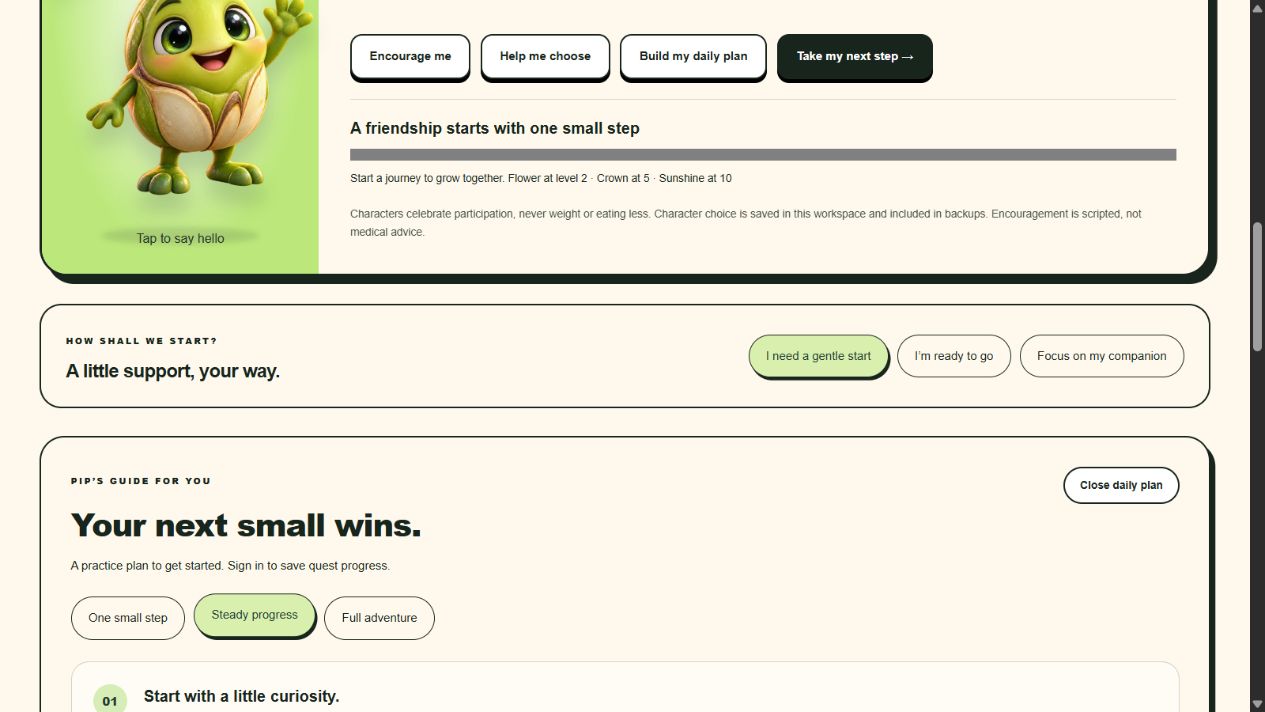 Encourage me
Help me choose
Build my daily plan
Take my next step →
A friendship starts with one small step
Start a journey to grow together. Flower at level 2 · Crown at 5 · Sunshine at 10
Characters celebrate participation, never weight or eating less. Character choice is saved in this workspace and included in backups. Encouragement is scripted, not
medical advice.
Tap to say hello
HOW SHALL WE START?
A little support, your way.
I need a gentle start
I'm ready to go
Focus on my companion
PIP'S GUIDE FOR YOU
Close daily plan
Your next small wins.
A practice plan to get started. Sign in to save quest progress.
One small step
Steady progress
Full adventure
01
Start with a little curiosity.